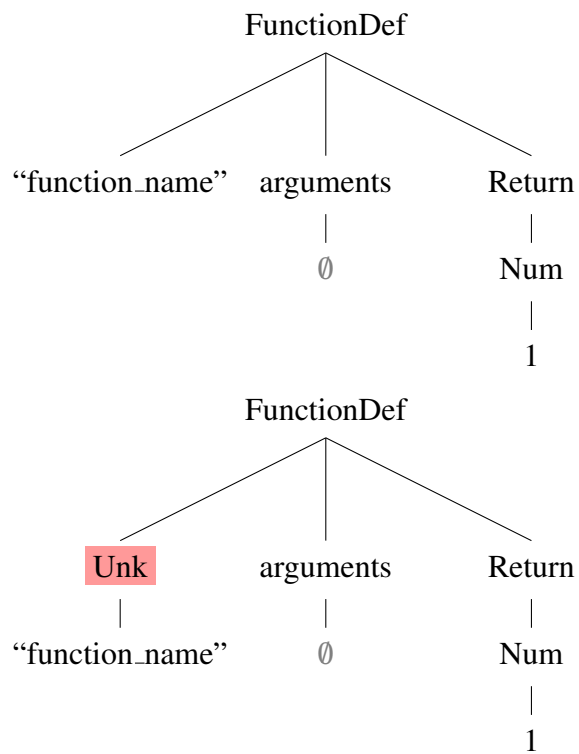 FunctionDef
“function_name” arguments Return
∅ Num
1
FunctionDef
Unk arguments Return
“function_name” ∅ Num
1